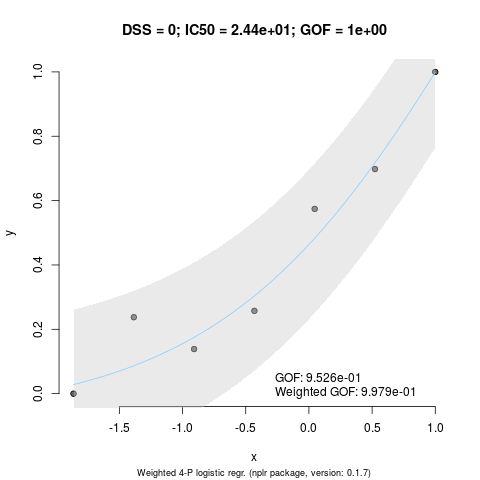 DSS = 0; IC50 = 2.44e+01; GOF = 1e+00
1.0
0.8
0.6
0.4
0.2
0.0
y
GOF: 9.526e-01
Weighted GOF: 9.979e-01
-1.5 -1.0 -0.5 0.0 0.5 1.0
x
Weighted 4-P logistic regr. (nplr package, version: 0.1.7)